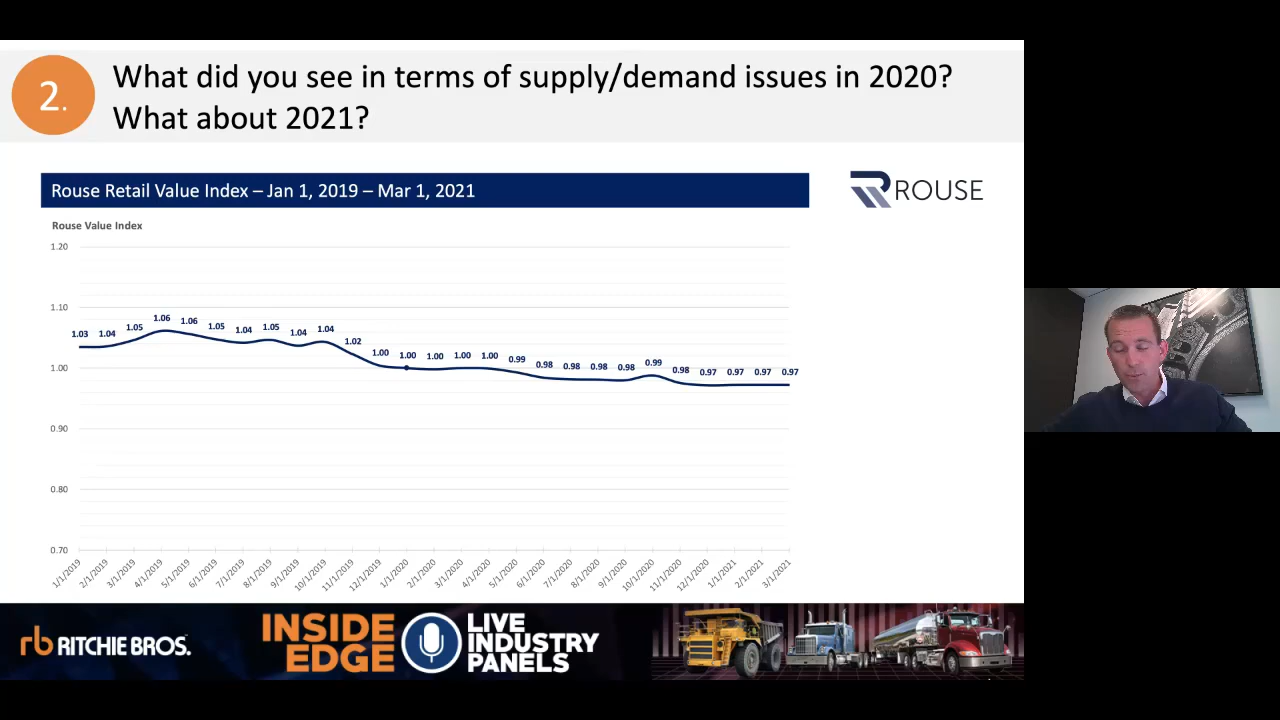 2.
What did you see in terms of supply/demand issues in 2020?
What about 2021?
Rouse Retail Value Index – Jan 1, 2019 – Mar 1, 2021
ROUSE
Rouse Value Index
1.20
1.10
1.00
0.90
0.80
0.70
1.03 1.04 1.05 1.06 1.06 1.05 1.04 1.05 1.04 1.04 1.02 1.00 1.00 1.00 1.00 1.00 0.99 0.98 0.98 0.98 0.98 0.99 0.98 0.97 0.97 0.97 0.97
1/1/2019 2/1/2019 3/1/2019 4/1/2019 5/1/2019 6/1/2019 7/1/2019 8/1/2019 9/1/2019 10/1/2019 11/1/2019 12/1/2019 1/1/2020 2/1/2020 3/1/2020 4/1/2020 5/1/2020 6/1/2020 7/1/2020 8/1/2020 9/1/2020 10/1/2020 11/1/2020 12/1/2020 1/1/2021 2/1/2021 3/1/2021
rb RITCHIE BROS.
INSIDE
EDGE
LIVE
INDUSTRY
PANELS